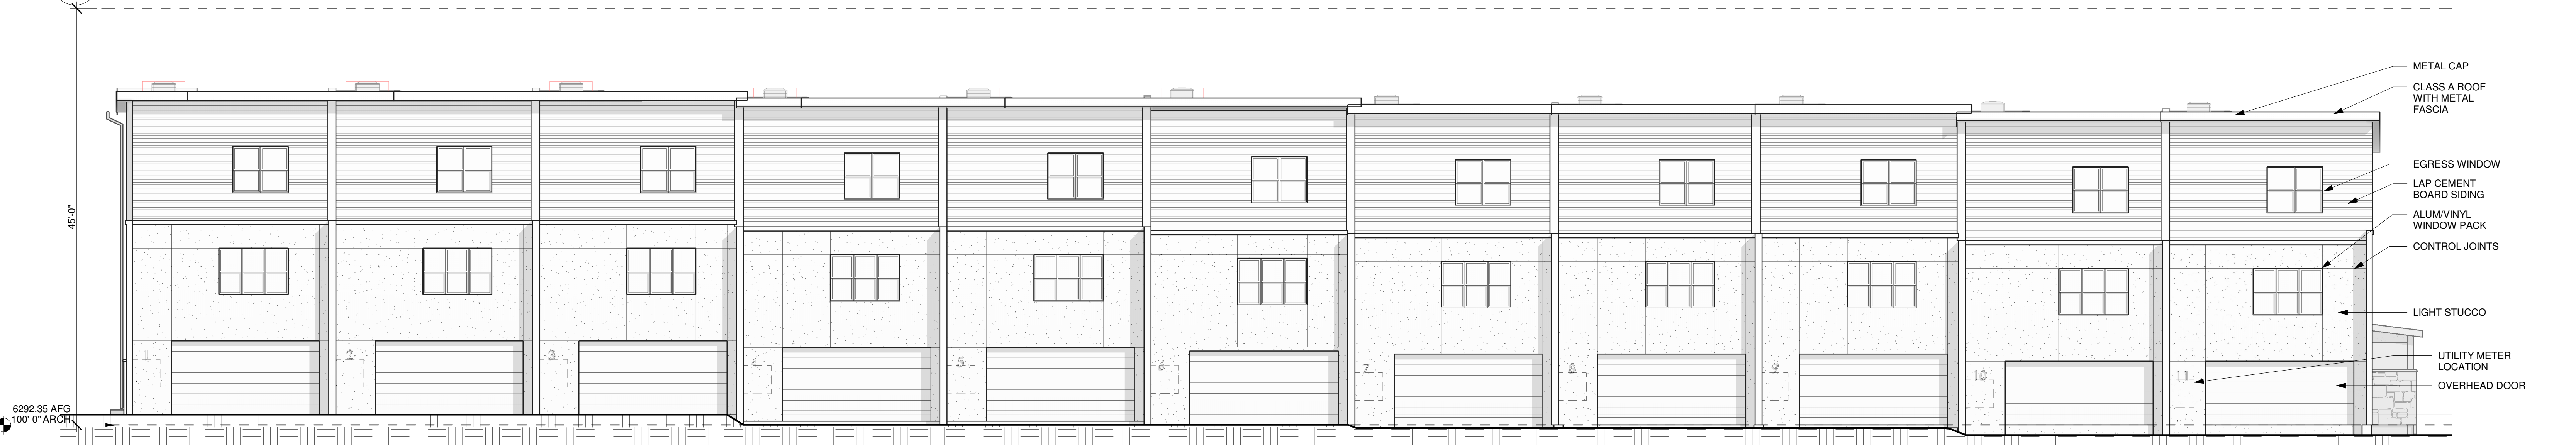 METAL CAP
CLASS A ROOF
WITH METAL
FASCIA
EGRESS WINDOW
LAP CEMENT
BOARD SIDING
ALUM/VINYL
WINDOW PACK
CONTROL JOINTS
LIGHT STUCCO
UTILITY METER
LOCATION
OVERHEAD DOOR
45'-0"
1 2 3 4 5 6 7 8 9 10 11
6292.35 AFG
100'-0" ARCH